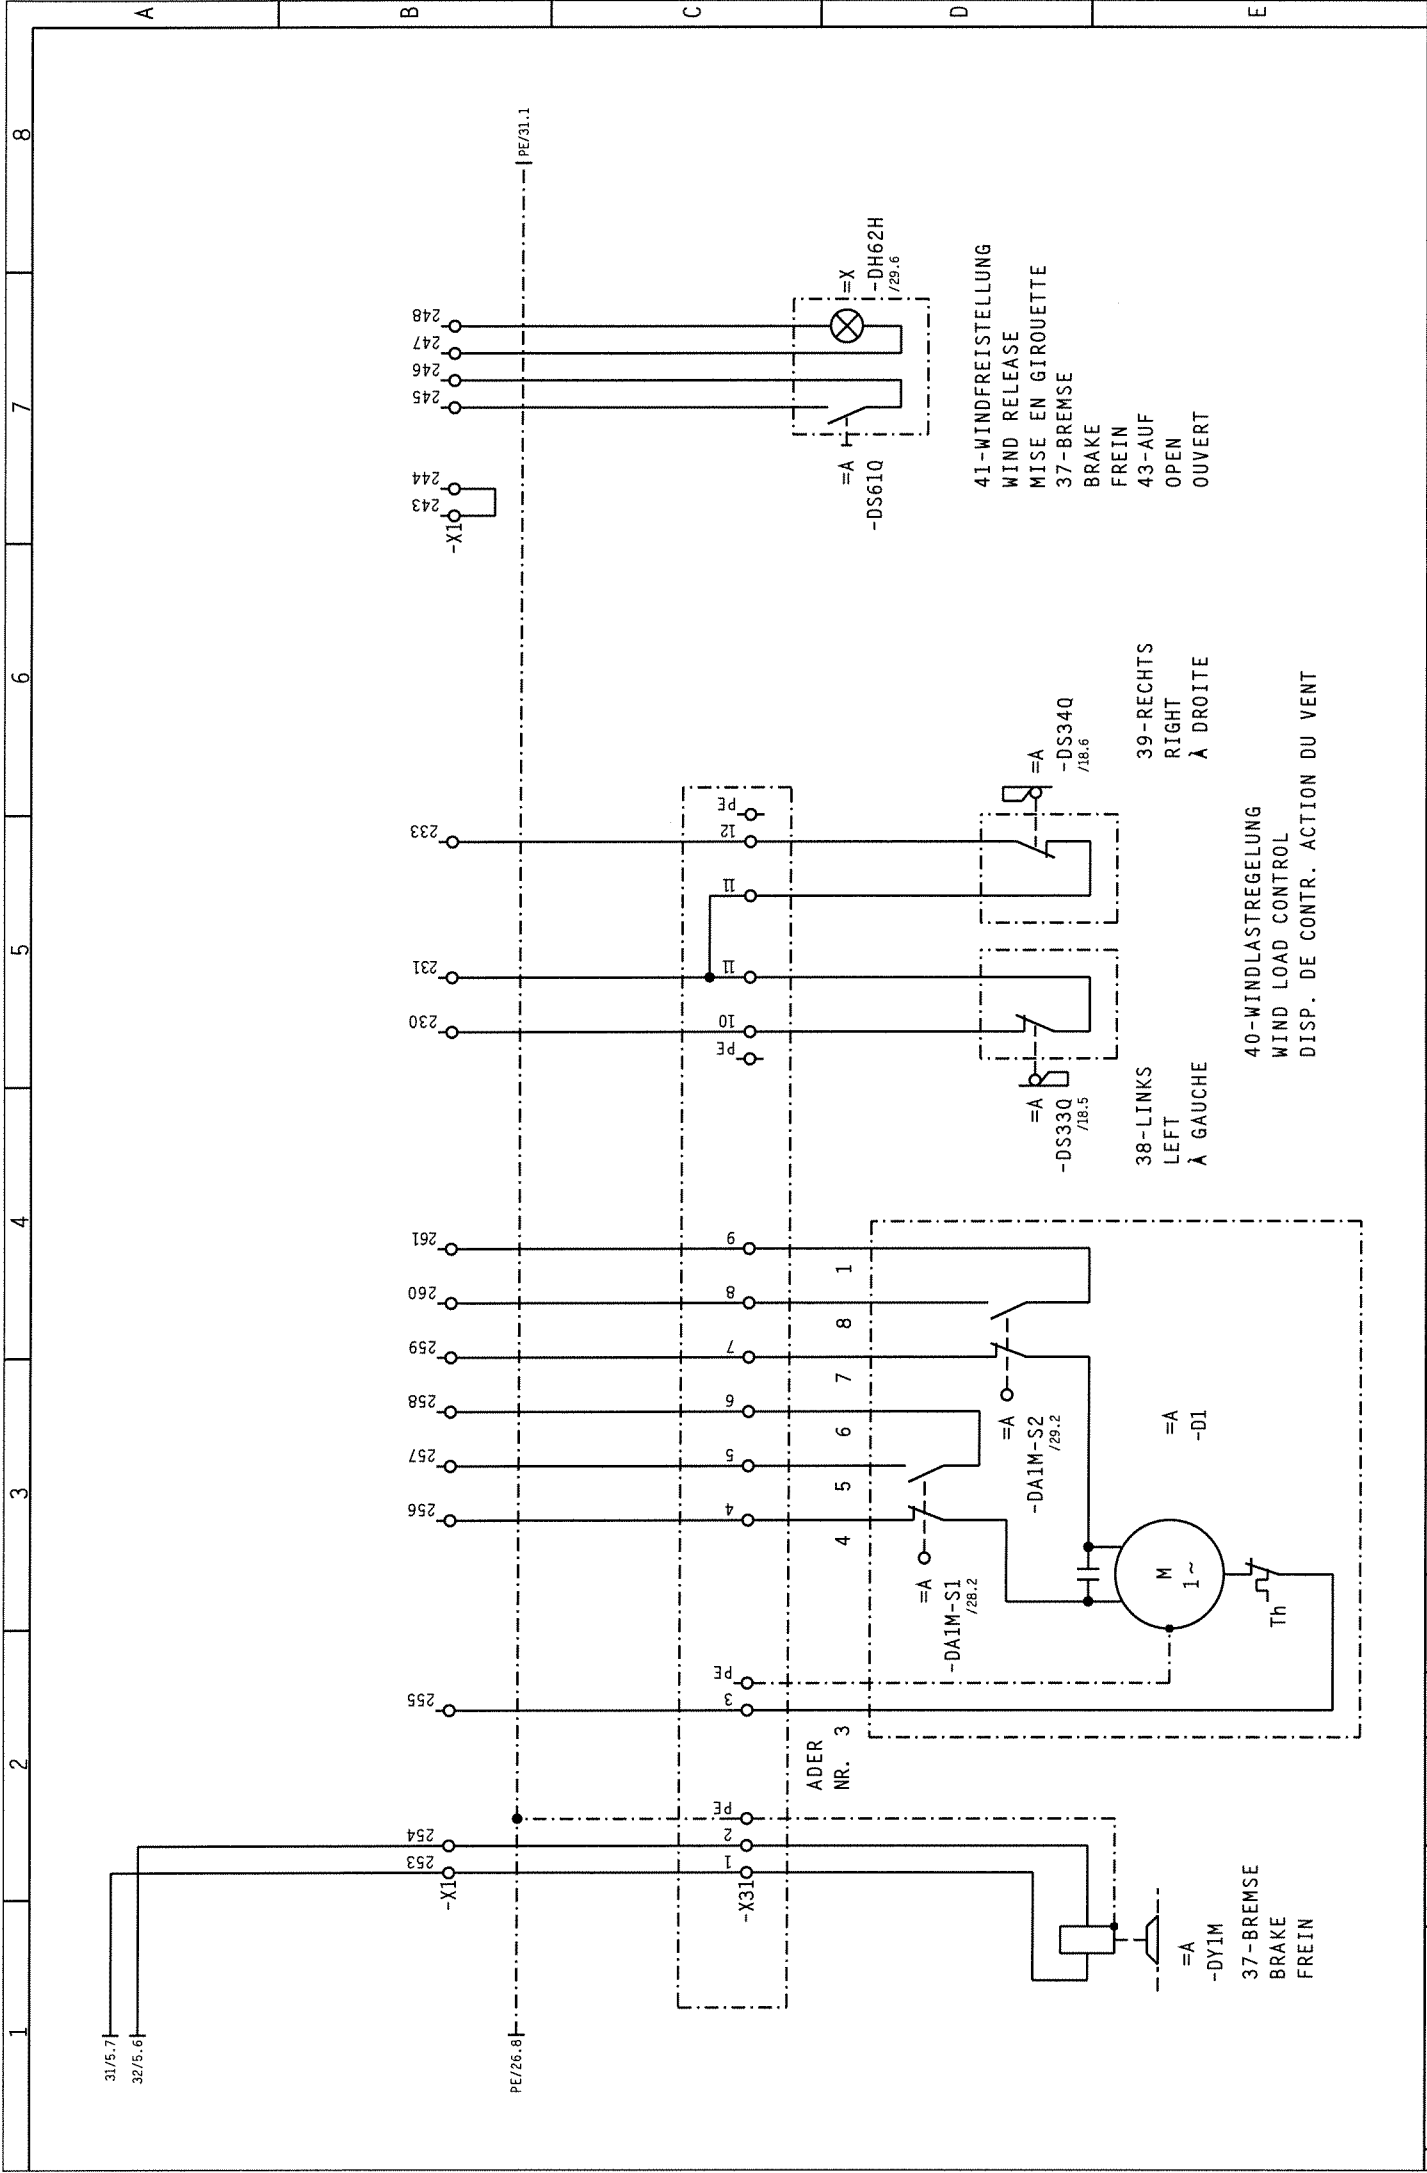 1 2 3 4 5 6 7 8
A
B
C
D
E
31/5.7
32/5.6
PE/26.8
PE/31.1
-X1
253
254
255
256
257
258
259
260
261
230
231
233
-X1
243
244
245
246
247
248
-X31
1
2
PE
3
PE
4
5
6
7
8
9
PE
10
11
11
12
PE
ADER
NR. 3 4 5 6 7 8 1
=A
-DY1M
37-BREMSE
BRAKE
FREIN
=A
-DA1M-S1
/28.2
=A
-DA1M-S2
/29.2
M
1~
Th
=A
-D1
=A
-DS33Q
/18.5
38-LINKS
LEFT
À GAUCHE
=A
-DS34Q
/18.6
39-RECHTS
RIGHT
À DROITE
40-WINDLASTREGELUNG
WIND LOAD CONTROL
DISP. DE CONTR. ACTION DU VENT
=A
-DS61Q
=X
-DH62H
/29.6
41-WINDFREISTELLUNG
WIND RELEASE
MISE EN GIROUETTE
37-BREMSE
BRAKE
FREIN
43-AUF
OPEN
OUVERT